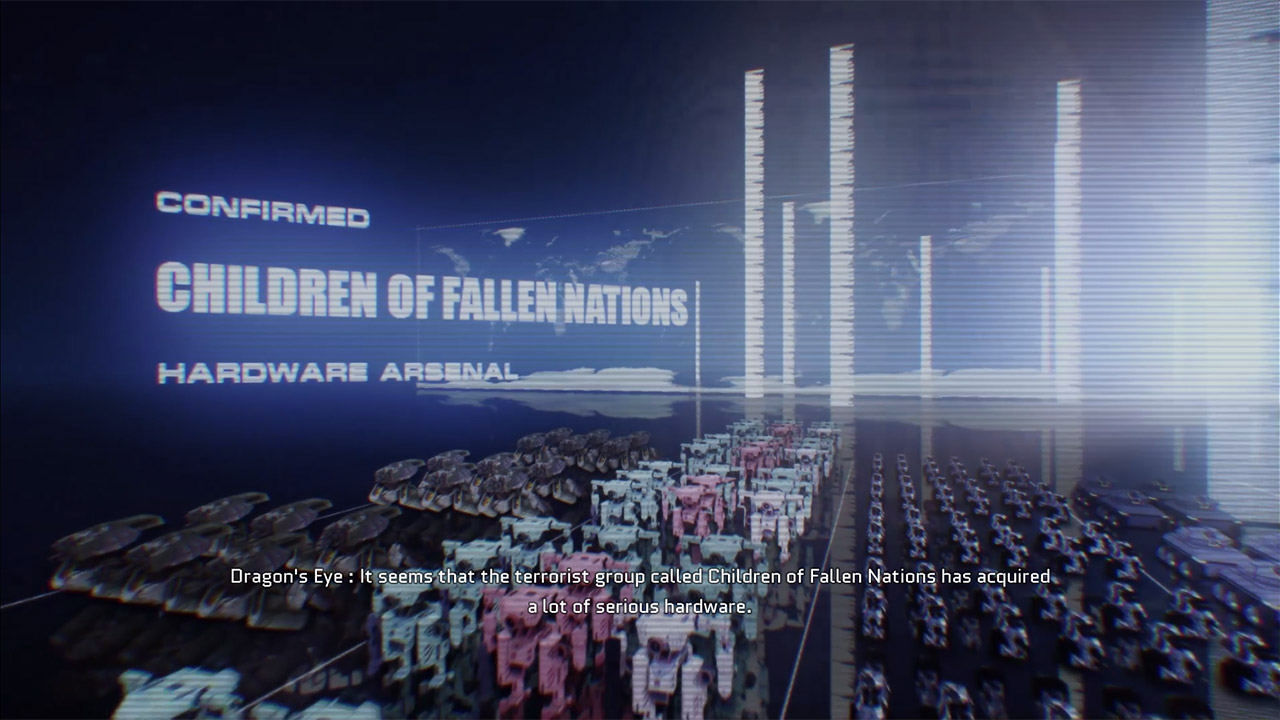 CONFIRMED
CHILDREN OF FALLEN NATIONS
HARDWARE ARSENAL
Dragon's Eye : It seems that the terrorist group called Children of Fallen Nations has acquired
a lot of serious hardware.